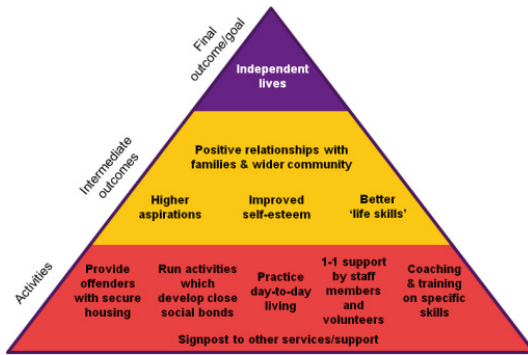 Final
outcome/goal
Independent
lives
Intermediate
outcomes
Positive relationships with
families & wider community
Higher
aspirations
Improved
self-esteem
Better
'life skills'
Activities
Provide
offenders
with secure
housing
Run activities
which
develop close
social bonds
Practice
day-to-day
living
1-1 support
by staff
members
and
volunteers
Coaching
& training
on specific
skills
Signpost to other services/support